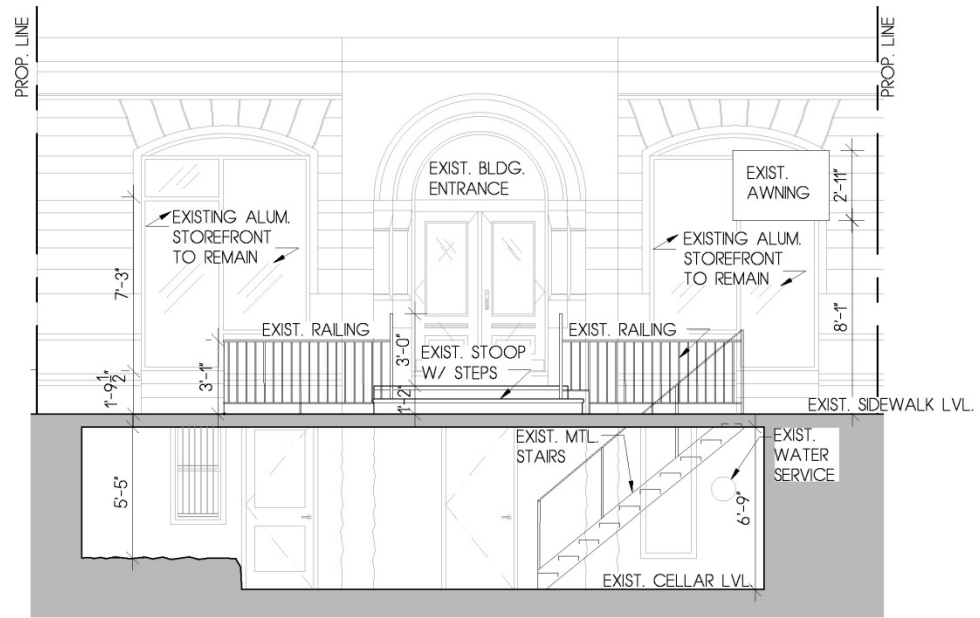 PROP. LINE
PROP. LINE
EXIST. BLDG.
ENTRANCE
EXIST.
AWNING
2'-11"
EXISTING ALUM.
STOREFRONT
TO REMAIN
EXISTING ALUM.
STOREFRONT
TO REMAIN
7'-3"
8'-1"
EXIST. RAILING
EXIST. RAILING
3'-0"
EXIST. STOOP
W/ STEPS
3'-1"
1'-9 1/2"
1'-2"
EXIST. SIDEWALK LVL.
EXIST. MTL.
STAIRS
EXIST.
WATER
SERVICE
5'-5"
6'-9"
EXIST. CELLAR LVL.